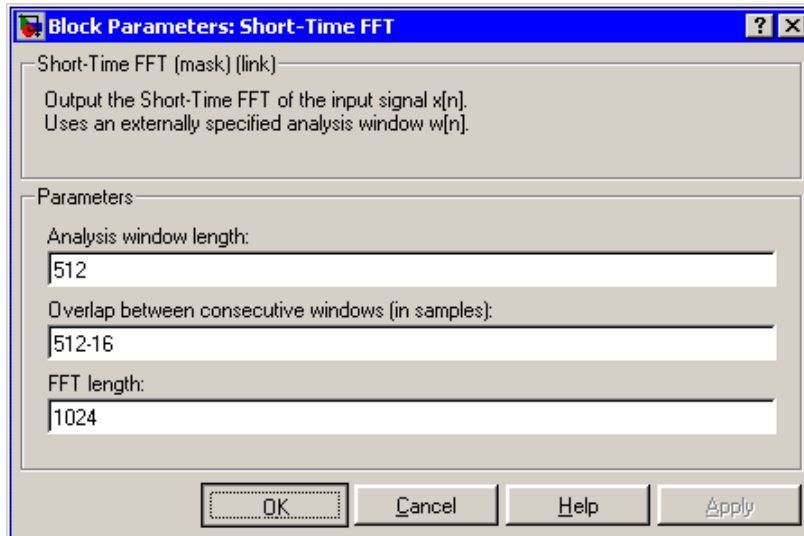 Block Parameters: Short-Time FFT
Short-Time FFT (mask) (link)
Output the Short-Time FFT of the input signal x[n].
Uses an externally specified analysis window w[n].
Parameters
Analysis window length:
512
Overlap between consecutive windows (in samples):
512-16
FFT length:
1024
OK Cancel Help Apply